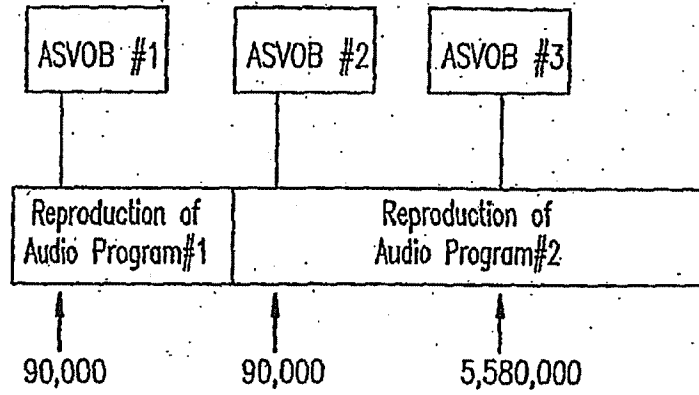 ASVOB #1 ASVOB #2 ASVOB #3
Reproduction of Reproduction of
Audio Program#1 Audio Program#2
90,000 90,000 5,580,000